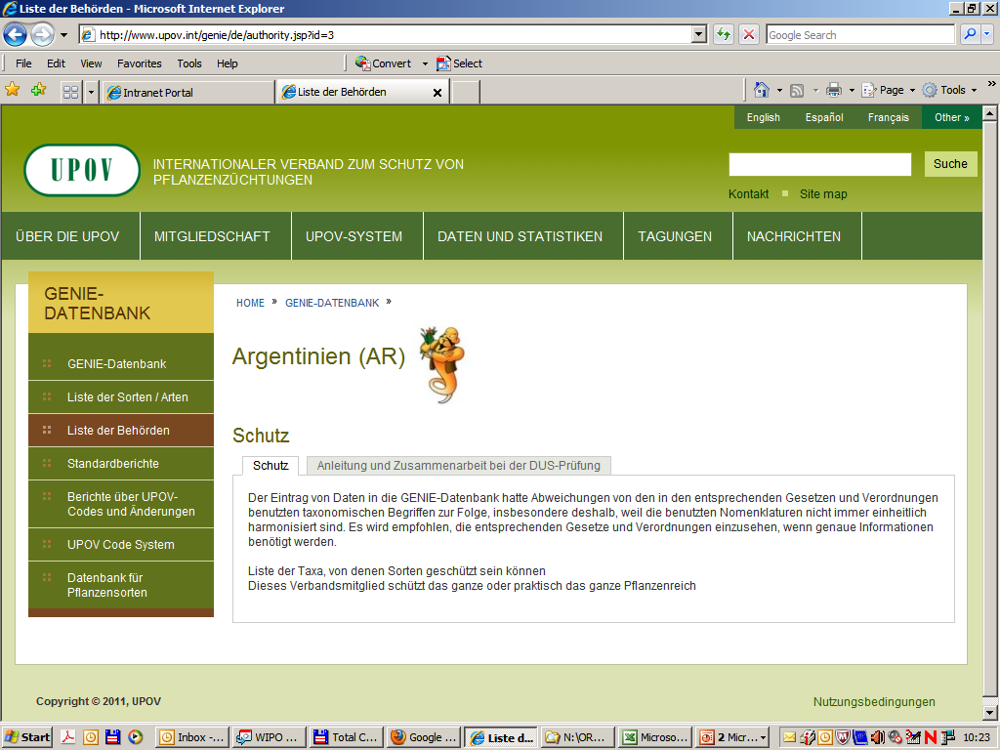 Liste der Behörden - Microsoft Internet Explorer
http://www.upov.int/genie/de/authority.jsp?id=3
Google Search
File Edit View Favorites Tools Help
Convert Select
Intranet Portal
Liste der Behörden
Page Tools
English Español Français Other »
UPOV
INTERNATIONALER VERBAND ZUM SCHUTZ VON
PFLANZENZÜCHTUNGEN
Suche
Kontakt Site map
ÜBER DIE UPOV MITGLIEDSCHAFT UPOV-SYSTEM DATEN UND STATISTIKEN TAGUNGEN NACHRICHTEN
GENIE-
DATENBANK
GENIE-Datenbank
Liste der Sorten / Arten
Liste der Behörden
Standardberichte
Berichte über UPOV-
Codes und Änderungen
UPOV Code System
Datenbank für
Pflanzensorten
HOME » GENIE-DATENBANK »
Argentinien (AR)
Schutz
Schutz Anleitung und Zusammenarbeit bei der DUS-Prüfung
Der Eintrag von Daten in die GENIE-Datenbank hatte Abweichungen von den in den entsprechenden Gesetzen und Verordnungen
benutzten taxonomischen Begriffen zur Folge, insbesondere deshalb, weil die benutzten Nomenklaturen nicht immer einheitlich
harmonisiert sind. Es wird empfohlen, die entsprechenden Gesetze und Verordnungen einzusehen, wenn genaue Informationen
benötigt werden.
Liste der Taxa, von denen Sorten geschützt sein können
Dieses Verbandsmitglied schützt das ganze oder praktisch das ganze Pflanzenreich
Copyright © 2011, UPOV
Nutzungsbedingungen
Start Inbox -... WIPO ... Total C... Google ... Liste d... N:\OR... Microso... 2 Micr... 10:23